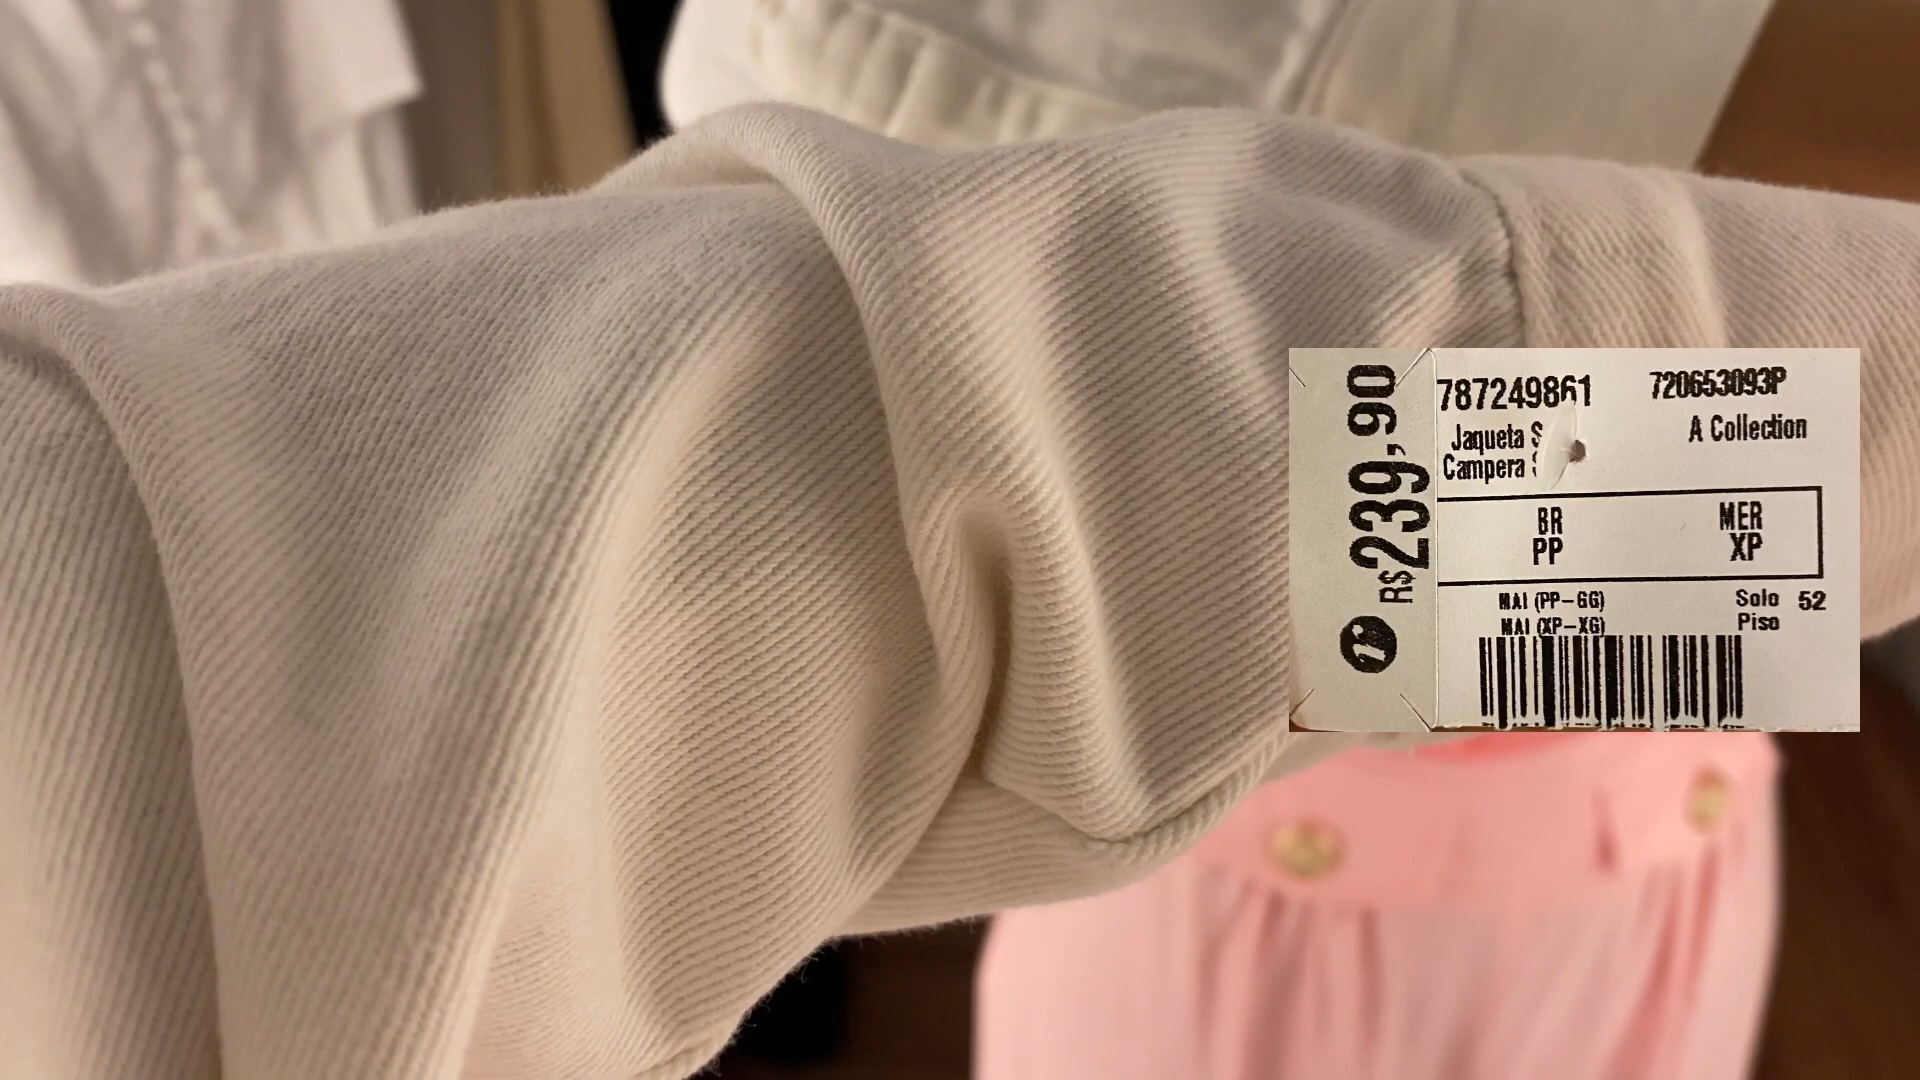 R$239,90
787249861 720653093P
Jaqueta S A Collection
Campera
BR MER
PP XP
MAI (PP-GG) Solo 52
MAI (XP-XG) Piso